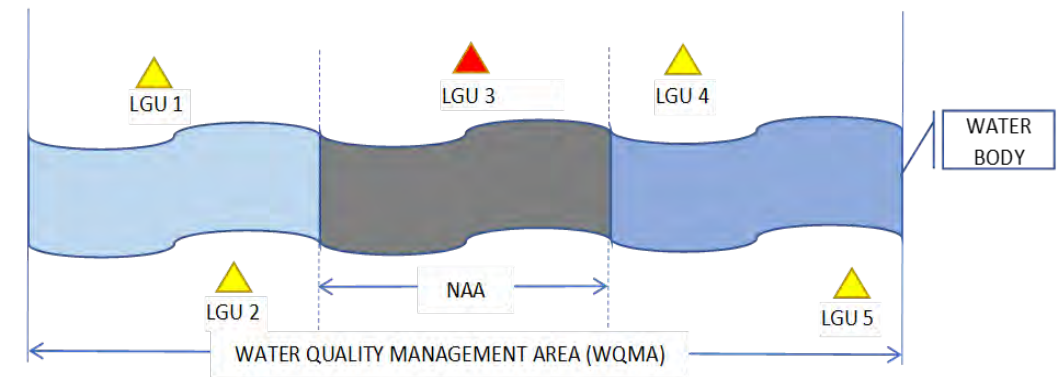 LGU 1
LGU 3
LGU 4
WATER
BODY
NAA
LGU 2
LGU 5
WATER QUALITY MANAGEMENT AREA (WQMA)